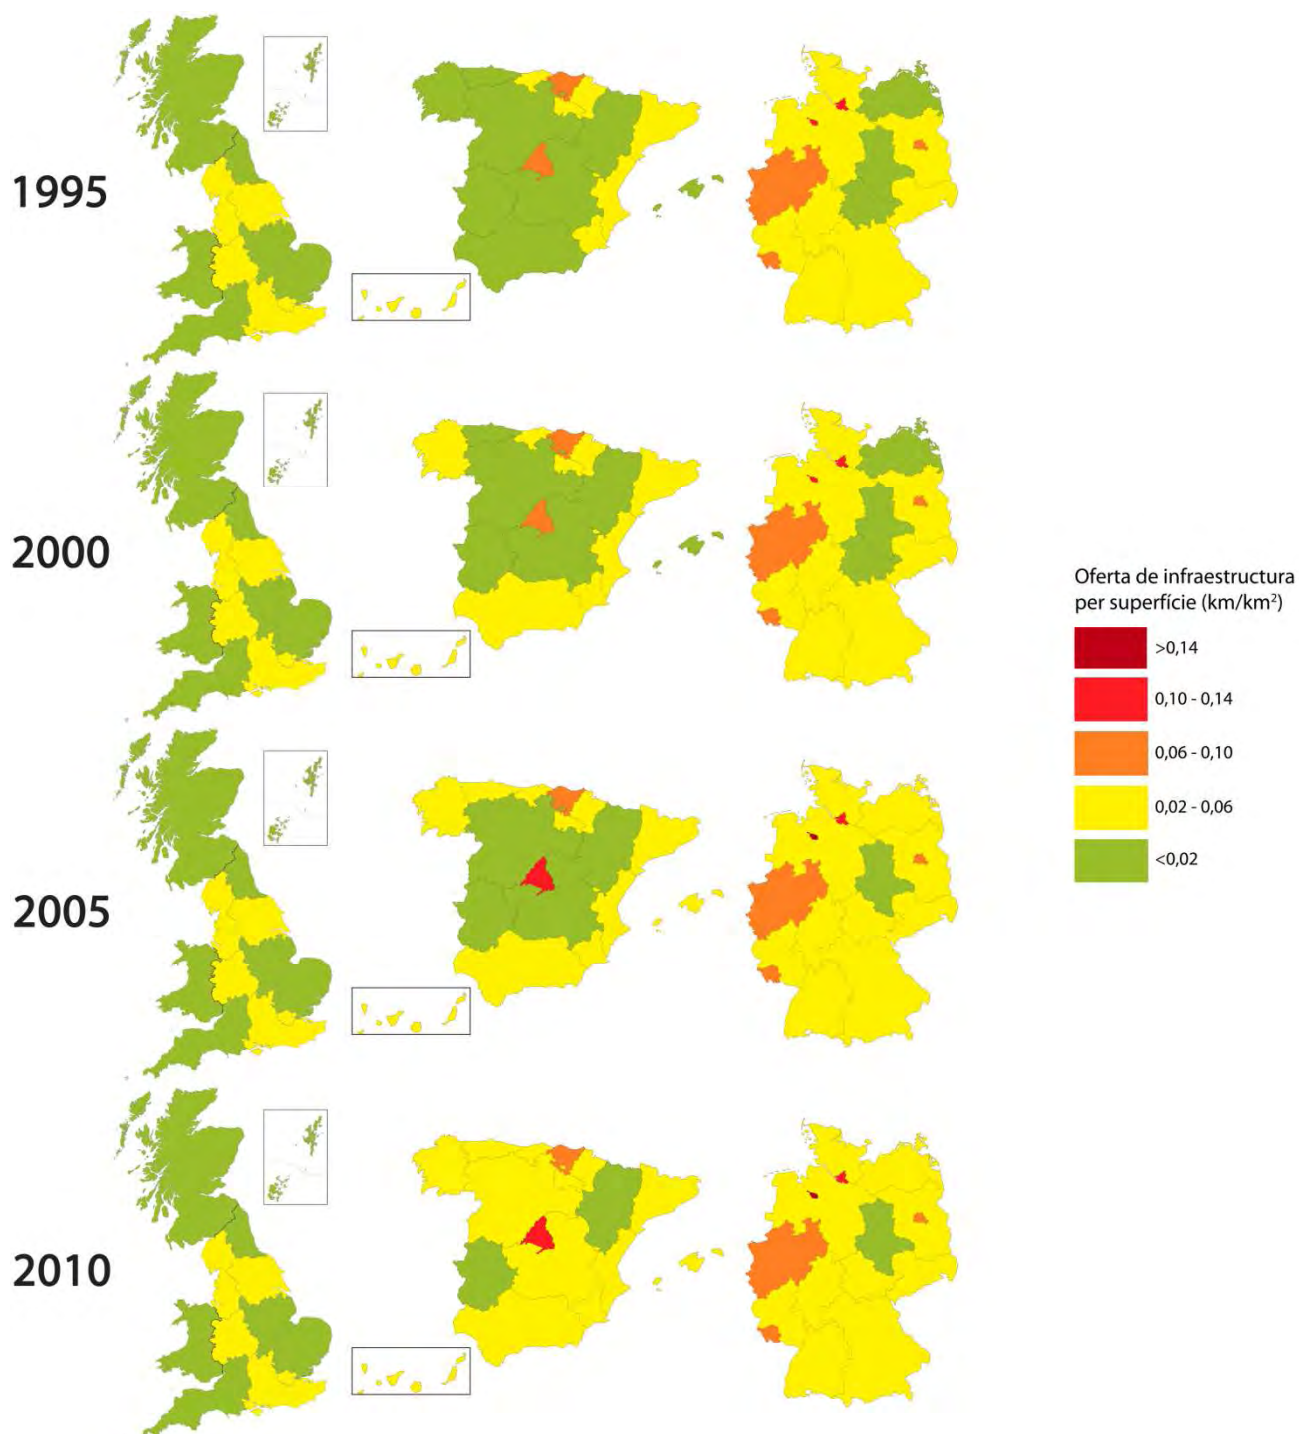 1995
2000
Oferta de infraestructura
per superfície (km/km²)
>0,14
0,10 - 0,14
0,06 - 0,10
0,02 - 0,06
<0,02
2005
2010